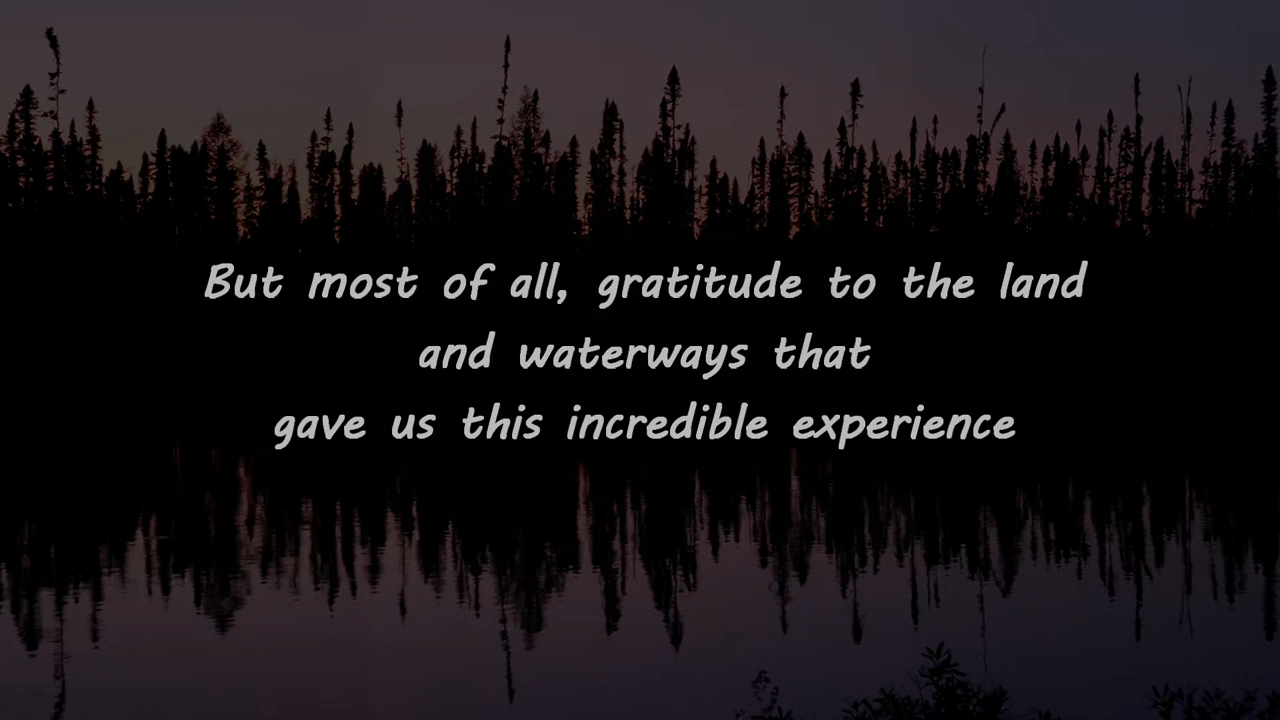 But most of all, gratitude to the land
and waterways that
gave us this incredible experience